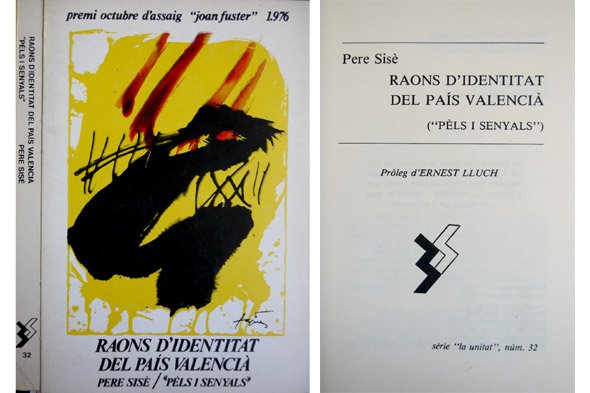 RAONS D'IDENTITAT DEL PAÍS VALENCIÀ
"PÈLS I SENYALS"
PERE SISÈ
32
premi octubre d'assaig "joan fuster" 1.976
RAONS D'IDENTITAT
DEL PAÍS VALENCIÀ
PERE SISÈ / "PÈLS I SENYALS"
Pere Sisè
RAONS D'IDENTITAT
DEL PAÍS VALENCIÀ
("PÈLS I SENYALS")
Pròleg d'ERNEST LLUCH
sèrie "la unitat", núm. 32